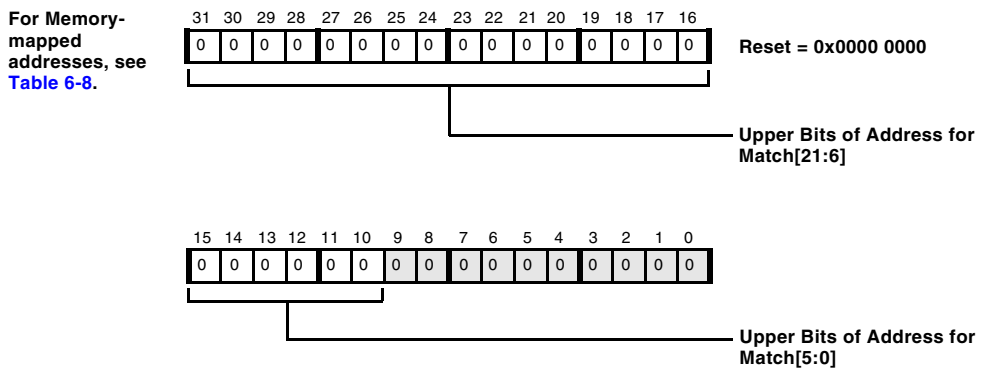 For Memory-
mapped
addresses, see
Table 6-8.
31 30 29 28 27 26 25 24 23 22 21 20 19 18 17 16
0 0 0 0 0 0 0 0 0 0 0 0 0 0 0 0
Reset = 0x0000 0000
Upper Bits of Address for
Match[21:6]
15 14 13 12 11 10 9 8 7 6 5 4 3 2 1 0
0 0 0 0 0 0 0 0 0 0 0 0 0 0 0 0
Upper Bits of Address for
Match[5:0]